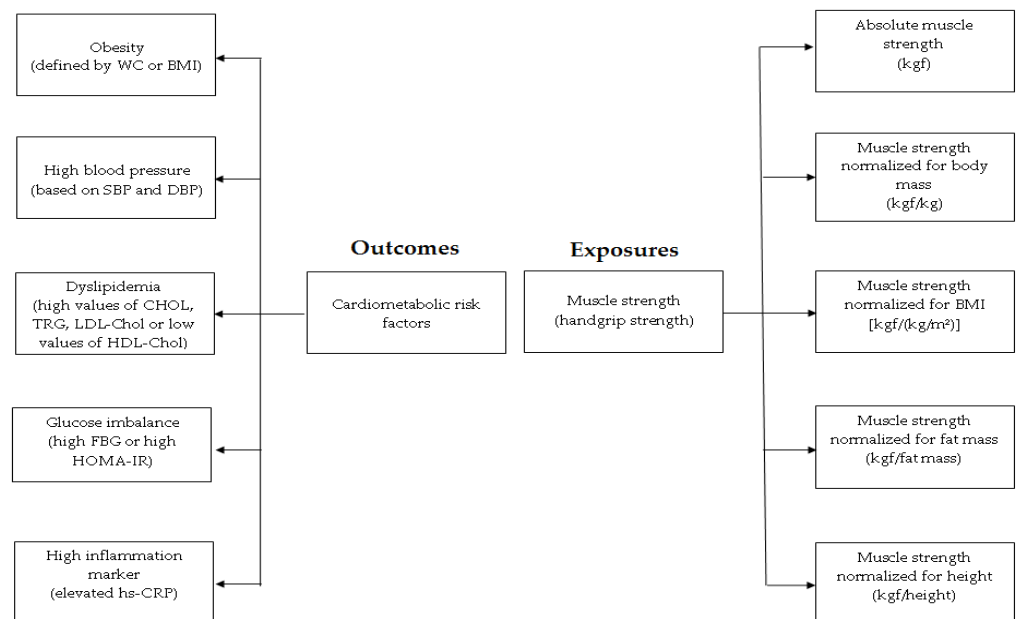 Obesity
(defined by WC or BMI)
High blood pressure
(based on SBP and DBP)
Dyslipidemia
(high values of CHOL,
TRG, LDL-Chol or low
values of HDL-Chol)
Glucose imbalance
(high FBG or high
HOMA-IR)
High inflammation
marker
(elevated hs-CRP)
Outcomes
Cardiometabolic risk
factors
Exposures
Muscle strength
(handgrip strength)
Absolute muscle
strength
(kgf)
Muscle strength
normalized for body
mass
(kgf/kg)
Muscle strength
normalized for BMI
[kgf/(kg/m²)]
Muscle strength
normalized for fat mass
(kgf/fat mass)
Muscle strength
normalized for height
(kgf/height)